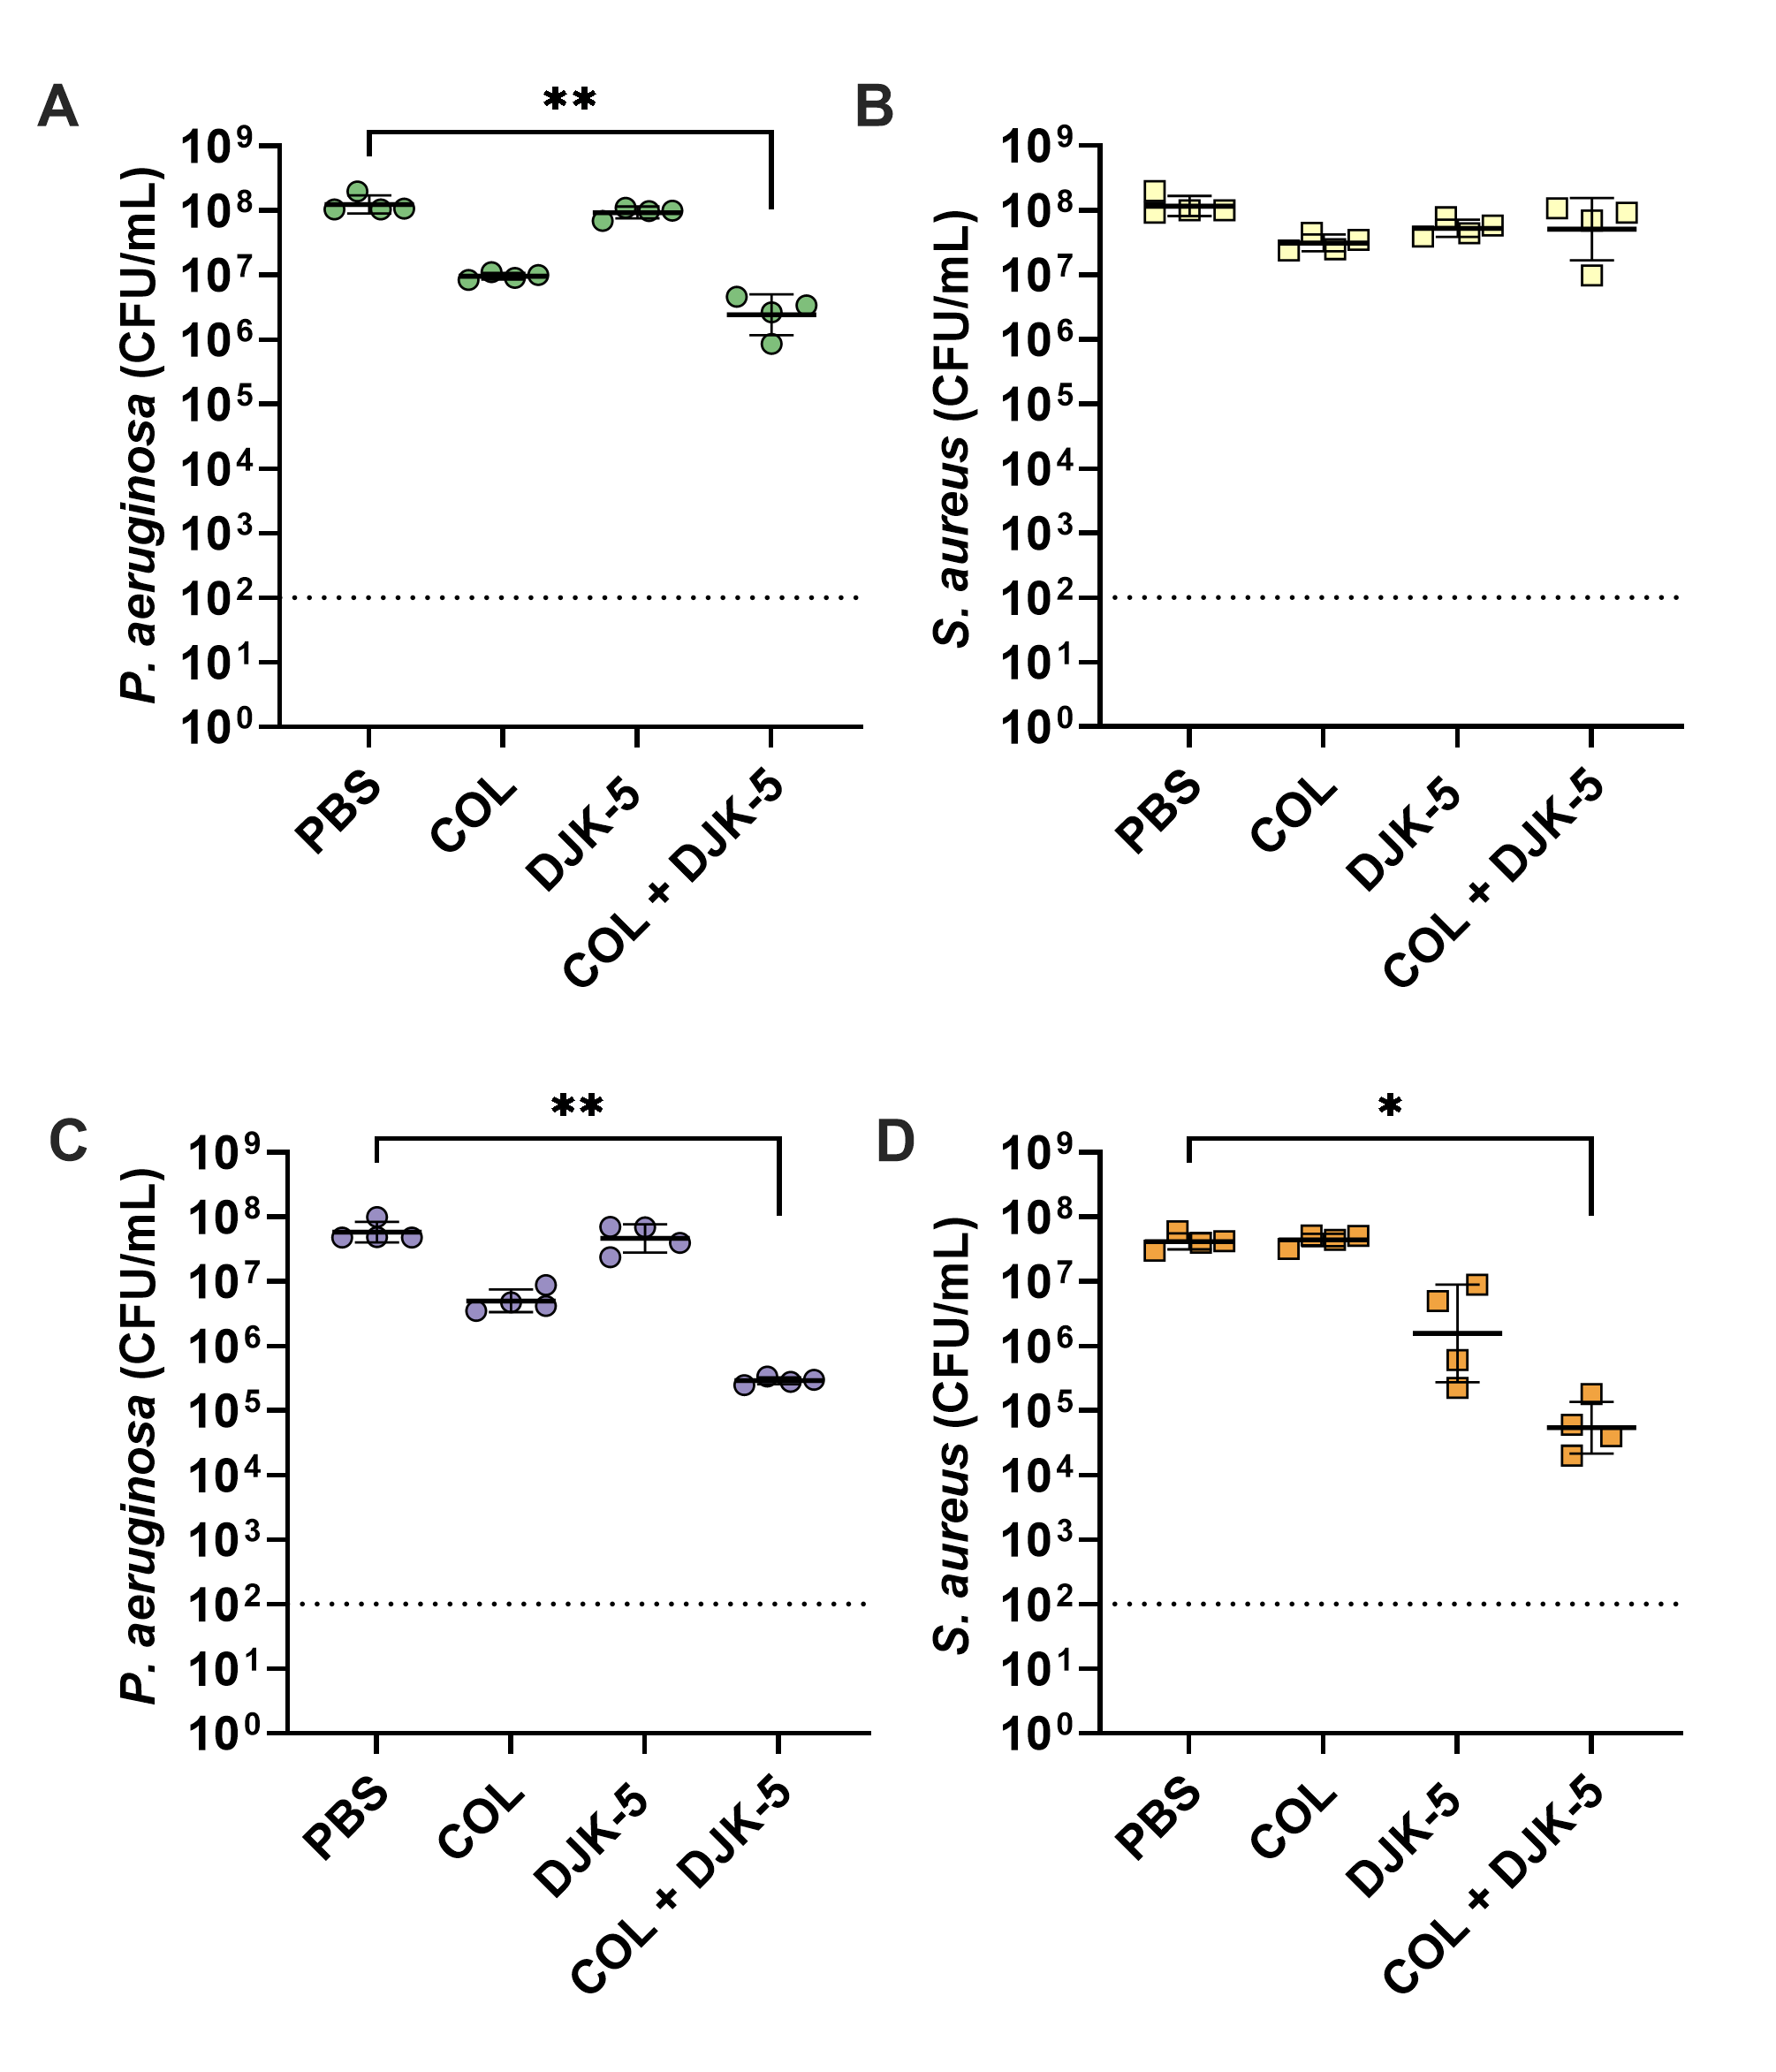 A
**
P. aeruginosa (CFU/mL)
10⁹
10⁸
10⁷
10⁶
10⁵
10⁴
10³
10²
10¹
10⁰
PBS
COL
DJK-5
COL + DJK-5
B
S. aureus (CFU/mL)
10⁹
10⁸
10⁷
10⁶
10⁵
10⁴
10³
10²
10¹
10⁰
PBS
COL
DJK-5
COL + DJK-5
C
**
P. aeruginosa (CFU/mL)
10⁹
10⁸
10⁷
10⁶
10⁵
10⁴
10³
10²
10¹
10⁰
PBS
COL
DJK-5
COL + DJK-5
D
*
S. aureus (CFU/mL)
10⁹
10⁸
10⁷
10⁶
10⁵
10⁴
10³
10²
10¹
10⁰
PBS
COL
DJK-5
COL + DJK-5